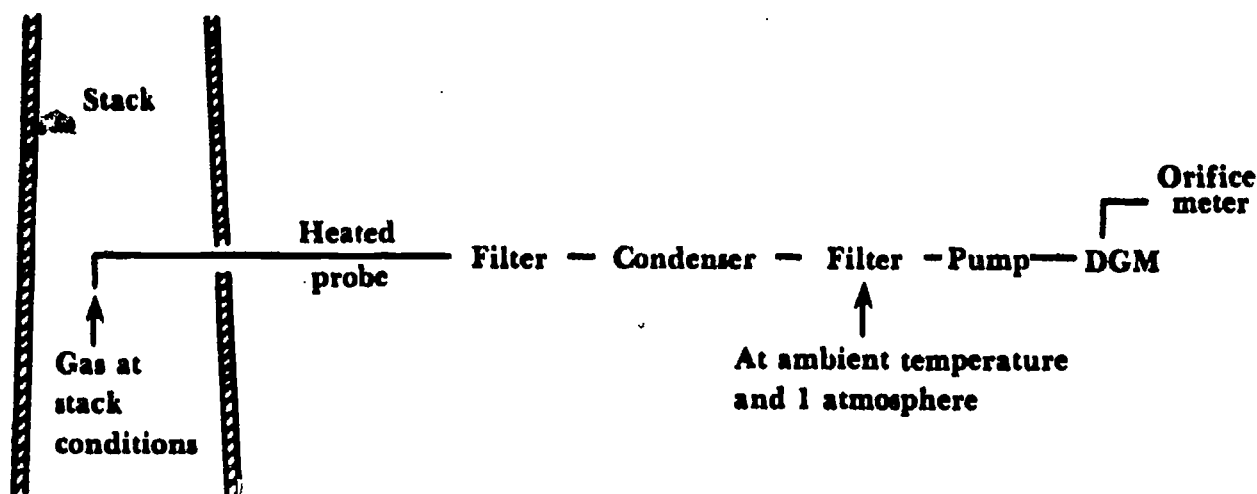 Stack
Orifice
meter
Heated
probe
Filter
Condenser
Filter
Pump
DGM
Gas at
stack
conditions
At ambient temperature
and 1 atmosphere